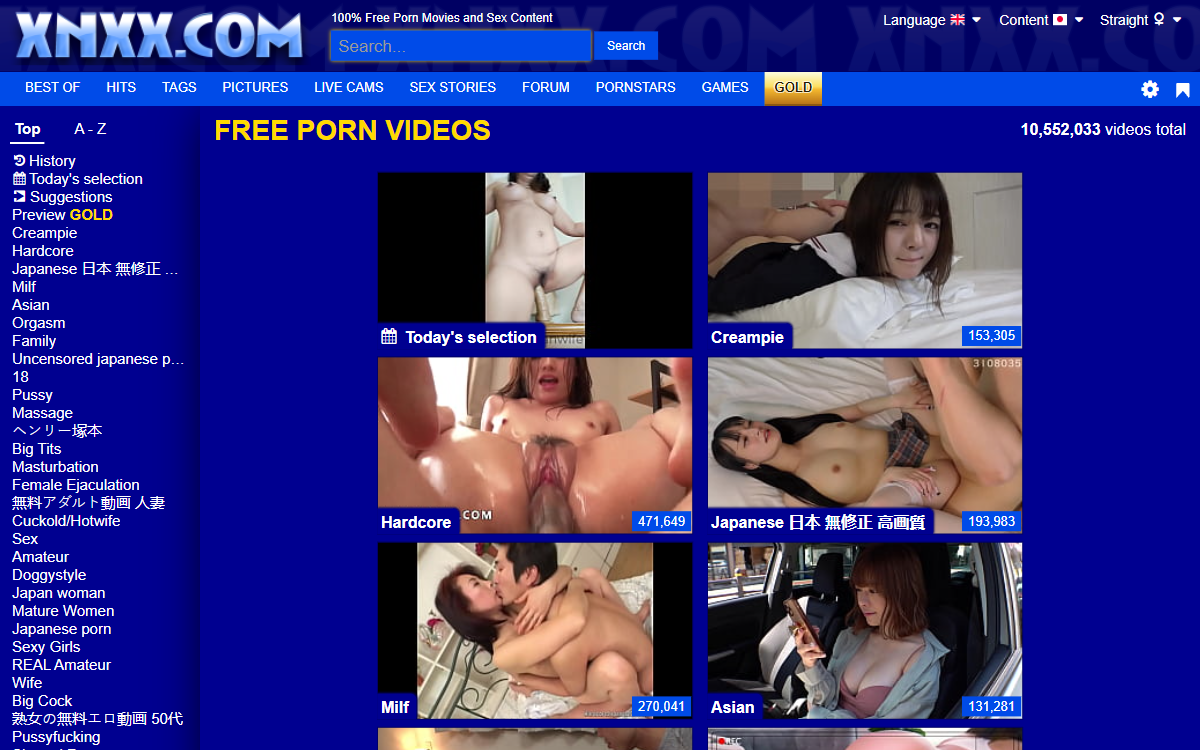 XNXX.COM
100% Free Porn Movies and Sex Content
Search...
Search
Language
Content
Straight
BEST OF
HITS
TAGS
PICTURES
LIVE CAMS
SEX STORIES
FORUM
PORNSTARS
GAMES
GOLD
Top
A - Z
History
Today's selection
Suggestions
Preview GOLD
Creampie
Hardcore
Japanese 日本 無修正 ...
Milf
Asian
Orgasm
Family
Uncensored japanese p...
18
Pussy
Massage
ヘンリー塚本
Big Tits
Masturbation
Female Ejaculation
無料アダルト動画 人妻
Cuckold/Hotwife
Sex
Amateur
Doggystyle
Japan woman
Mature Women
Japanese porn
Sexy Girls
REAL Amateur
Wife
Big Cock
熟女の無料エロ動画 50代
Pussyfucking
FREE PORN VIDEOS
10,552,033 videos total
Today's selection
Creampie
153,305
Hardcore
COM
471,649
3108035
Japanese 日本 無修正 高画質
193,983
Milf
270,041
Asian
131,281
REC